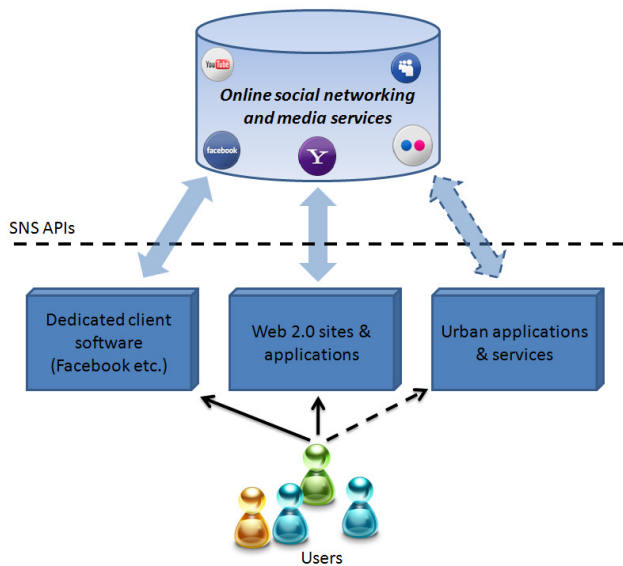 YouTube
Online social networking
and media services
facebook
Y
SNS APIs
Dedicated client
software
(Facebook etc.)
Web 2.0 sites &
applications
Urban applications
& services
Users